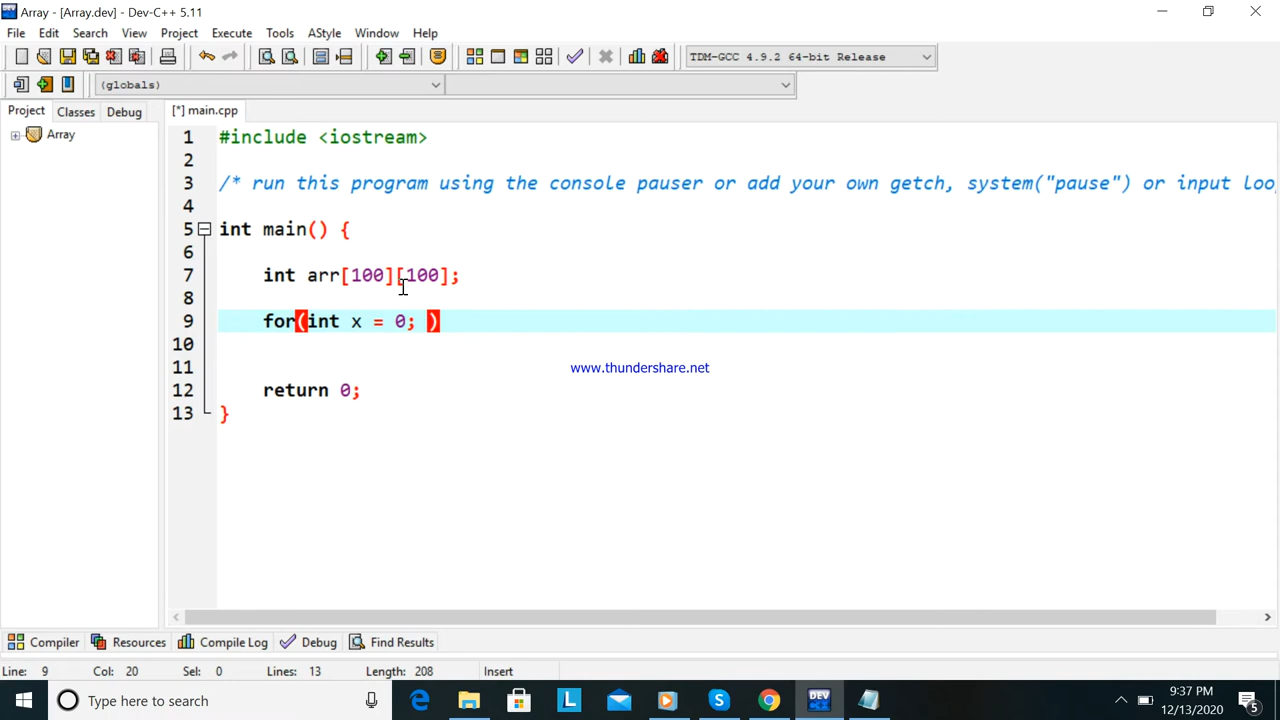 Array - [Array.dev] - Dev-C++ 5.11
File Edit Search View Project Execute Tools AStyle Window Help
TDM-GCC 4.9.2 64-bit Release
(globals)
Project Classes Debug [*] main.cpp
Array
1 #include <iostream>
2
3 /* run this program using the console pauser or add your own getch, system("pause") or input loo
4
5 int main() {
6
7 int arr[100][100];
8
9 for(int x = 0; )
10
11
12 return 0;
13 }
www.thundershare.net
Compiler Resources Compile Log Debug Find Results
Line: 9 Col: 20 Sel: 0 Lines: 13 Length: 208 Insert
Type here to search
L
DEV
9:37 PM
12/13/2020
5